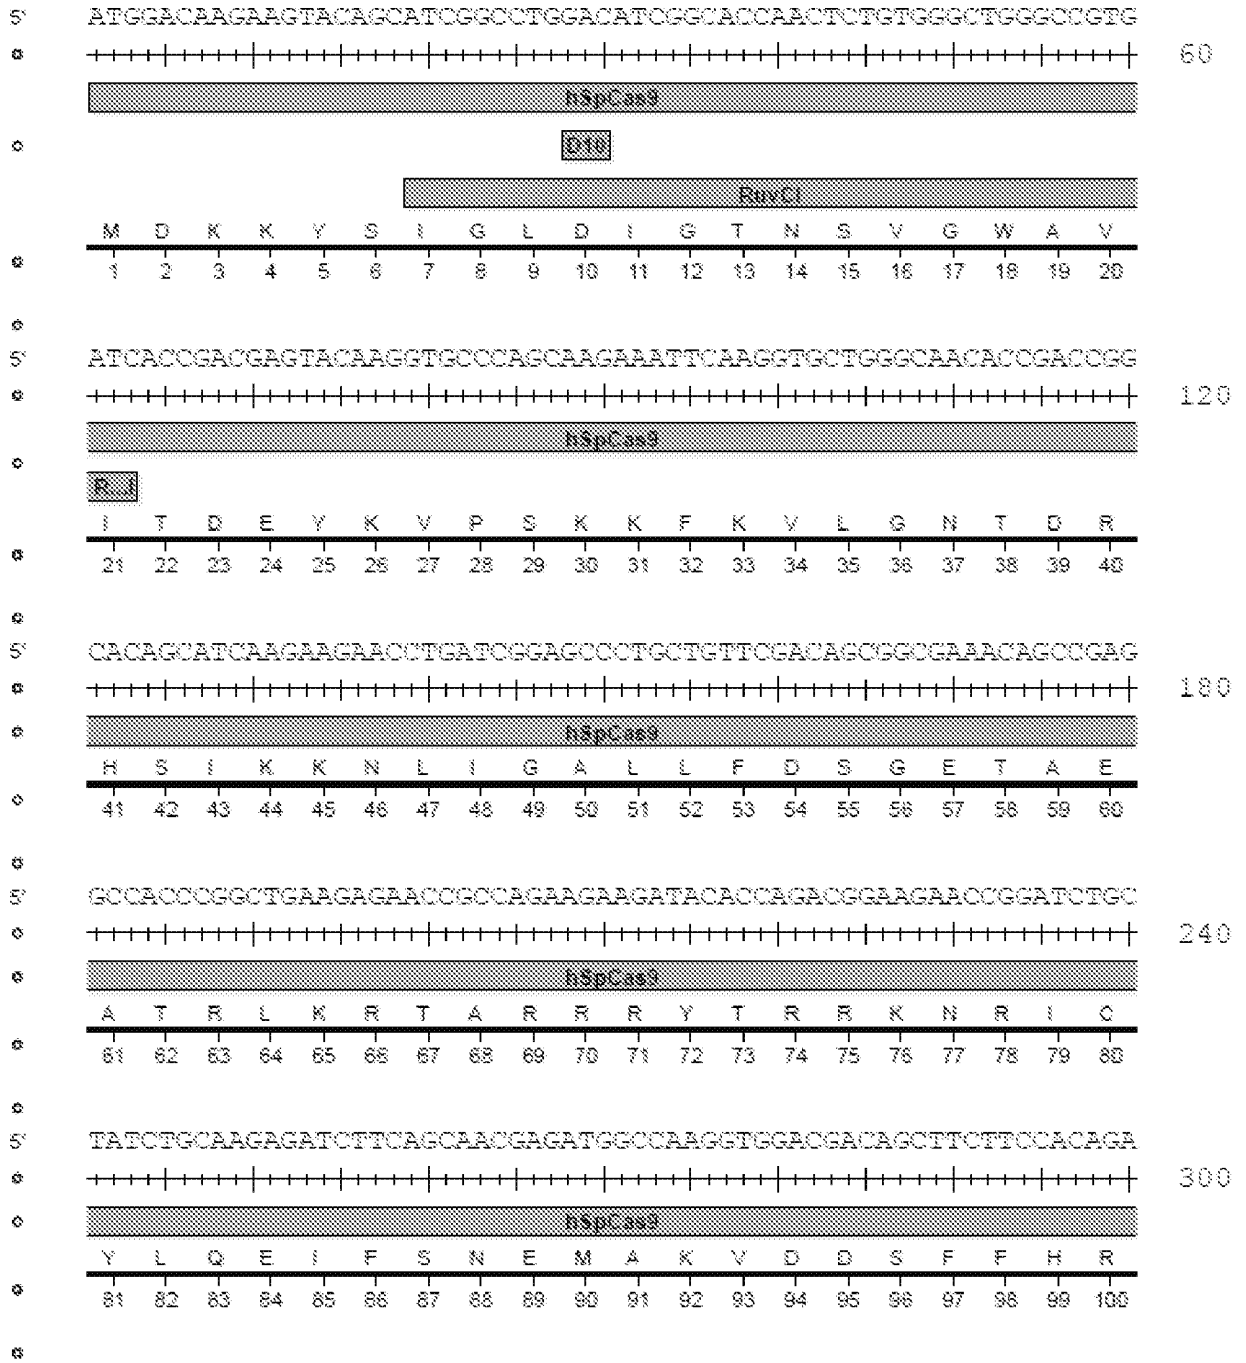 5' ATGGACAAGAAGTACAGCATCGGCCTGGACATCGGCACCAACTCTGTGGGCTGGGCCGTG
60
hSpCas9
D10
RuvCI
M D K K Y S I G L D I G T N S V G W A V
1 2 3 4 5 6 7 8 9 10 11 12 13 14 15 16 17 18 19 20
5' ATCACCGACGAGTACAAGGTGCCCAGCAAGAAATTCAAGGTGCTGGGCAACACCGACCGG
120
hSpCas9
R...I
I T D E Y K V P S K K F K V L G N T D R
21 22 23 24 25 26 27 28 29 30 31 32 33 34 35 36 37 38 39 40
5' CACAGCATCAAGAAGAACCTGATCGGAGCCCTGCTGTTCGACAGCGGCGAAACAGCCGAG
180
hSpCas9
H S I K K N L I G A L L F D S G E T A E
41 42 43 44 45 46 47 48 49 50 51 52 53 54 55 56 57 58 59 60
5' GCCACCCGGCTGAAGAGAACCGCCAGAAGAAGATACACCAGACGGAAGAACCGGATCTGC
240
hSpCas9
A T R L K R T A R R R Y T R R K N R I C
61 62 63 64 65 66 67 68 69 70 71 72 73 74 75 76 77 78 79 80
5' TATCTGCAAGAGATCTTCAGCAACGAGATGGCCAAGGTGGACGACAGCTTCTTCCACAGA
300
hSpCas9
Y L Q E I F S N E M A K V D D S F F H R
81 82 83 84 85 86 87 88 89 90 91 92 93 94 95 96 97 98 99 100